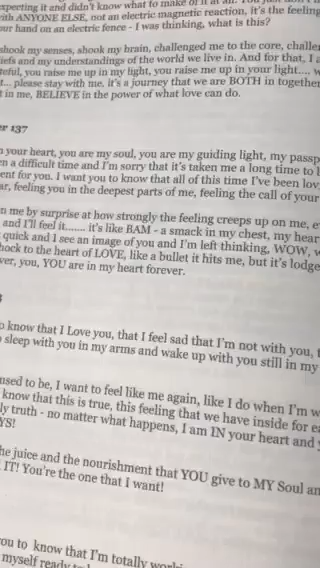 xperting it and didn't know what to make of it at all. You just
with ANYONE ELSE, not an electric magnetic reaction, it's the feeling
our hand on an electric fence - I was thinking, what is this?
shook my senses, shook my brain, challenged me to the core, challe
iefs and my understandings of the world we live in. And for that, I a
teful, you raise me up in my light, you raise me up in your light....
t... please stay with me, it's a journey that we are BOTH in together
t in me, BELIEVE in the power of what love can do.
er 137
n your heart, you are my soul, you are my guiding light, my passp
en a difficult time and I'm sorry that it's taken me a long time to
ent for you. I want you to know that all of this time I've been lov
ar, feeling you in the deepest parts of me, feeling the call of your
n me by surprise at how strongly the feeling creeps up on me, e
and I'll feel it....... it's like BAM - a smack in my chest, my hear
quick and I see an image of you and I'm left thinking, WOW,
hock to the heart of LOVE, like a bullet it hits me, but it's lodge
ver, you, YOU are in my heart forever.
o know that I Love you, that I feel sad that I'm not with you,
sleep with you in my arms and wake up with you still in my
used to be, I want to feel like me again, like I do when I'm w
know that this is true, this feeling that we have inside for ea
ly truth - no matter what happens, I am IN your heart and
YS!
he juice and the nourishment that YOU give to MY Soul an
IT! You're the one that I want!
you to know that I'm totally
myself ready